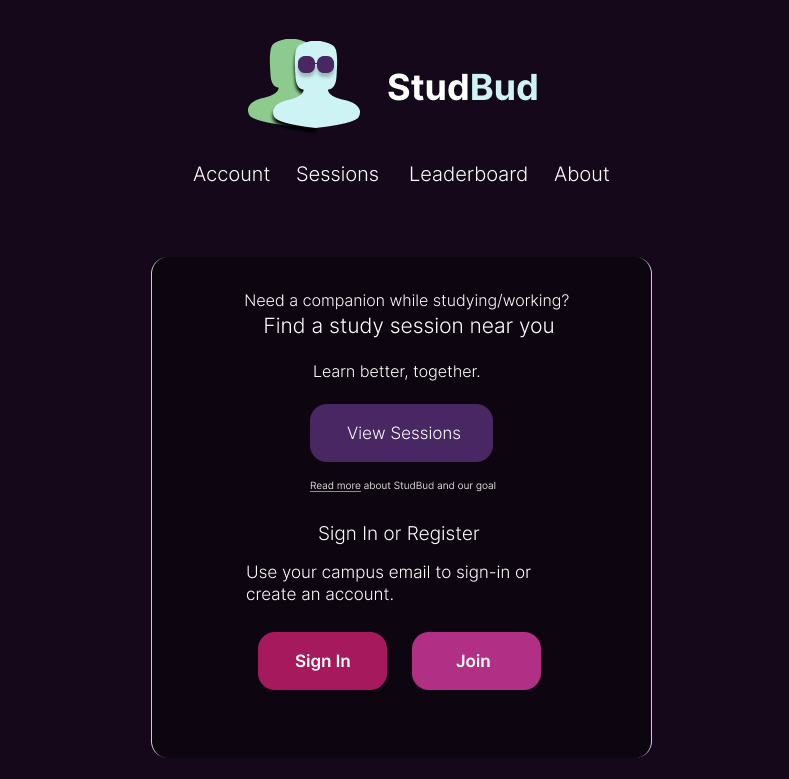 StudBud
Account Sessions Leaderboard About
Need a companion while studying/working?
Find a study session near you
Learn better, together.
View Sessions
Read more about StudBud and our goal
Sign In or Register
Use your campus email to sign-in or
create an account.
Sign In Join